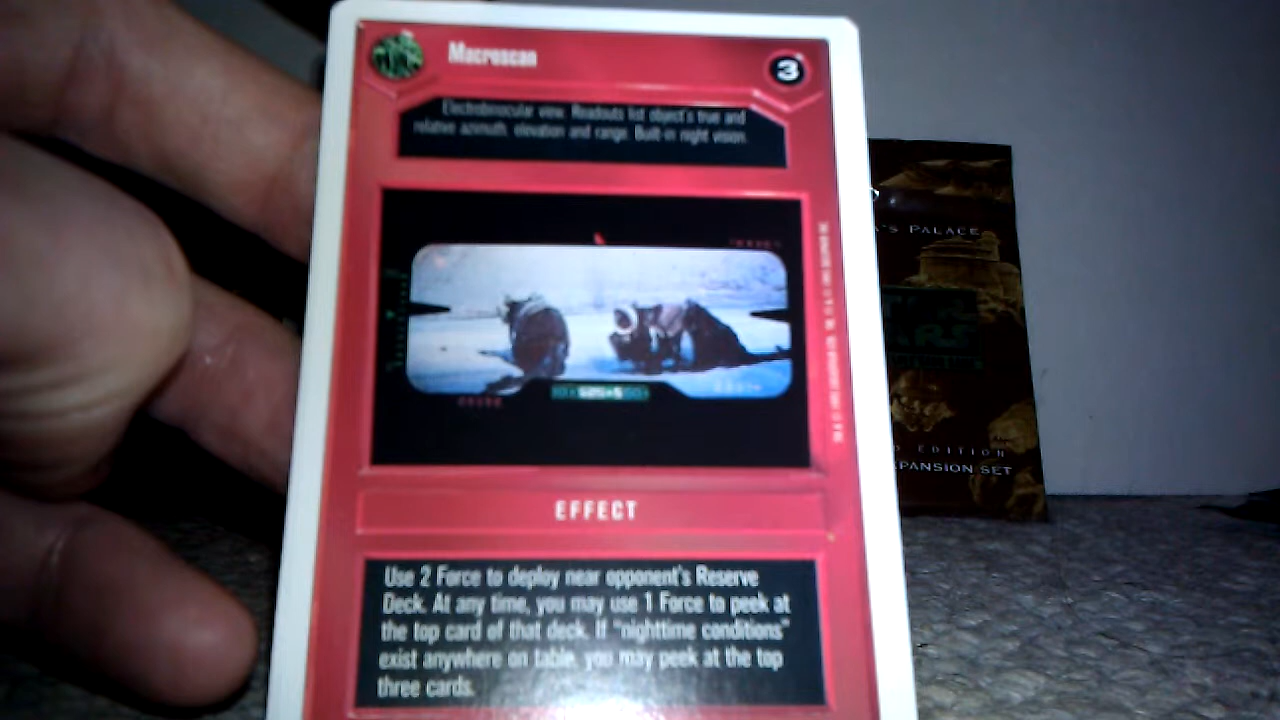 Macroscan
3
Electrobinocular view. Readouts list object's true and
relative azimuth, elevation and range. Built-in night vision.
EFFECT
Use 2 Force to deploy near opponent's Reserve
Deck. At any time, you may use 1 Force to peek at
the top card of that deck. If "nighttime conditions"
exist anywhere on table, you may peek at the top
three cards.
'S PALACE
ARS
EDITION
PANSION SET